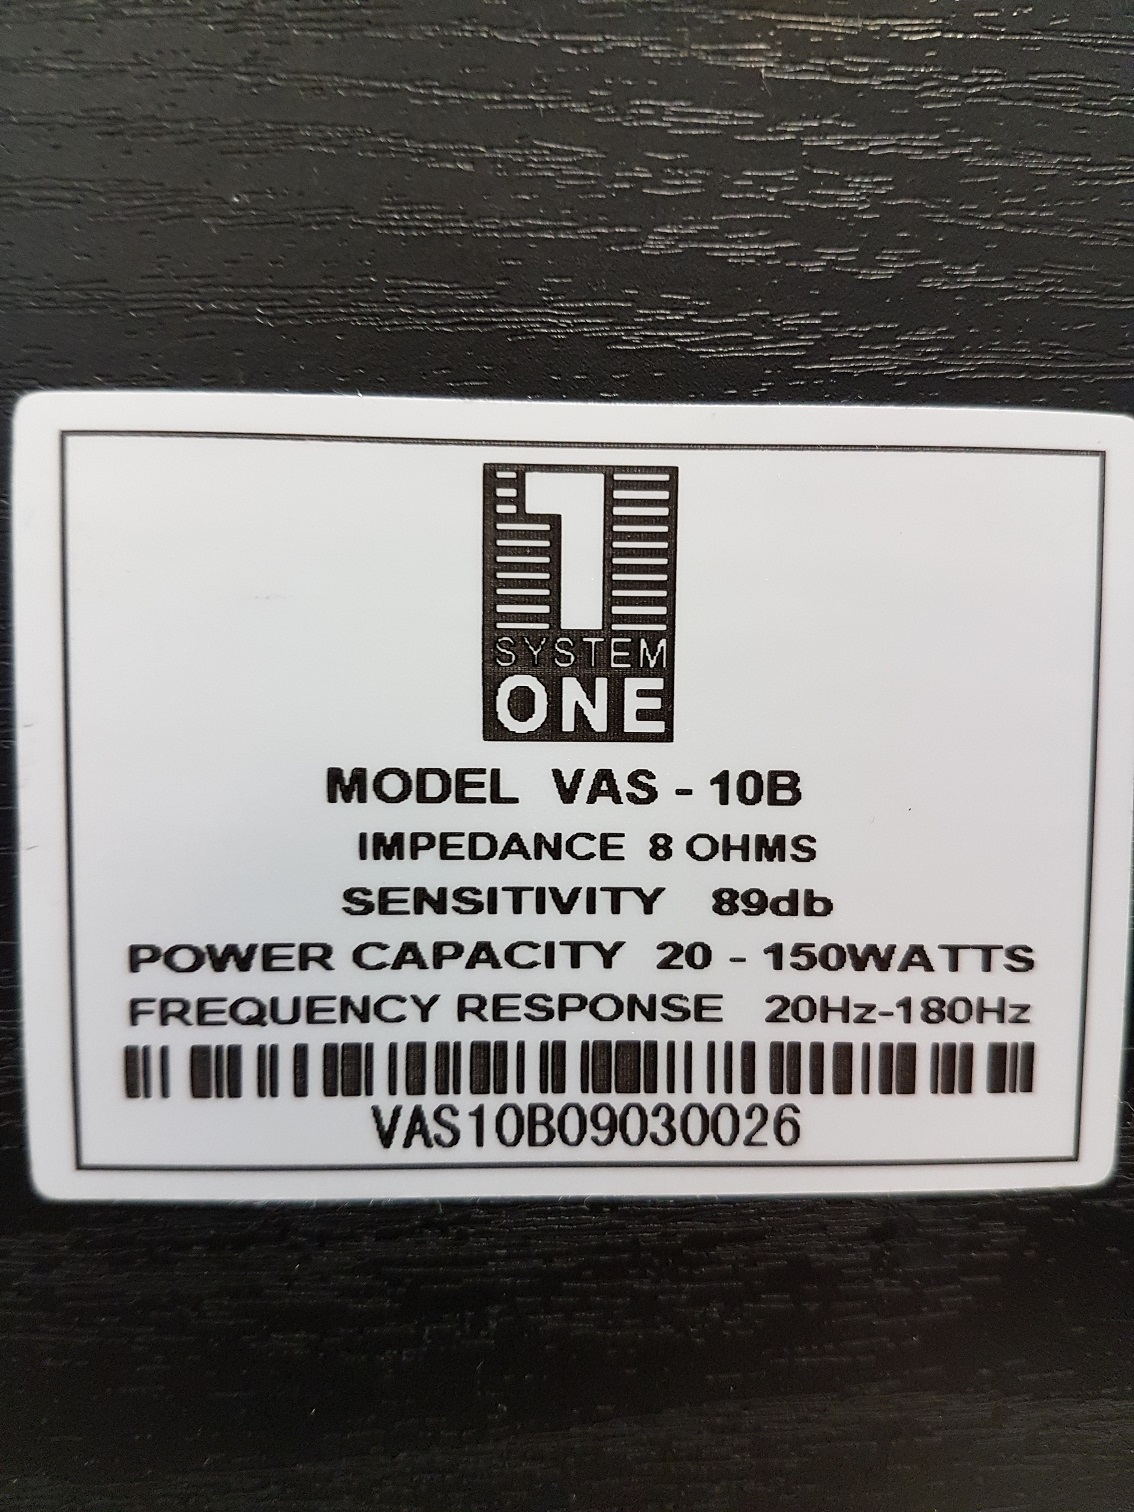 1
SYSTEM
ONE
MODEL VAS - 10B
IMPEDANCE 8 OHMS
SENSITIVITY 89db
POWER CAPACITY 20 - 150WATTS
FREQUENCY RESPONSE 20Hz-180Hz
VAS10B09030026